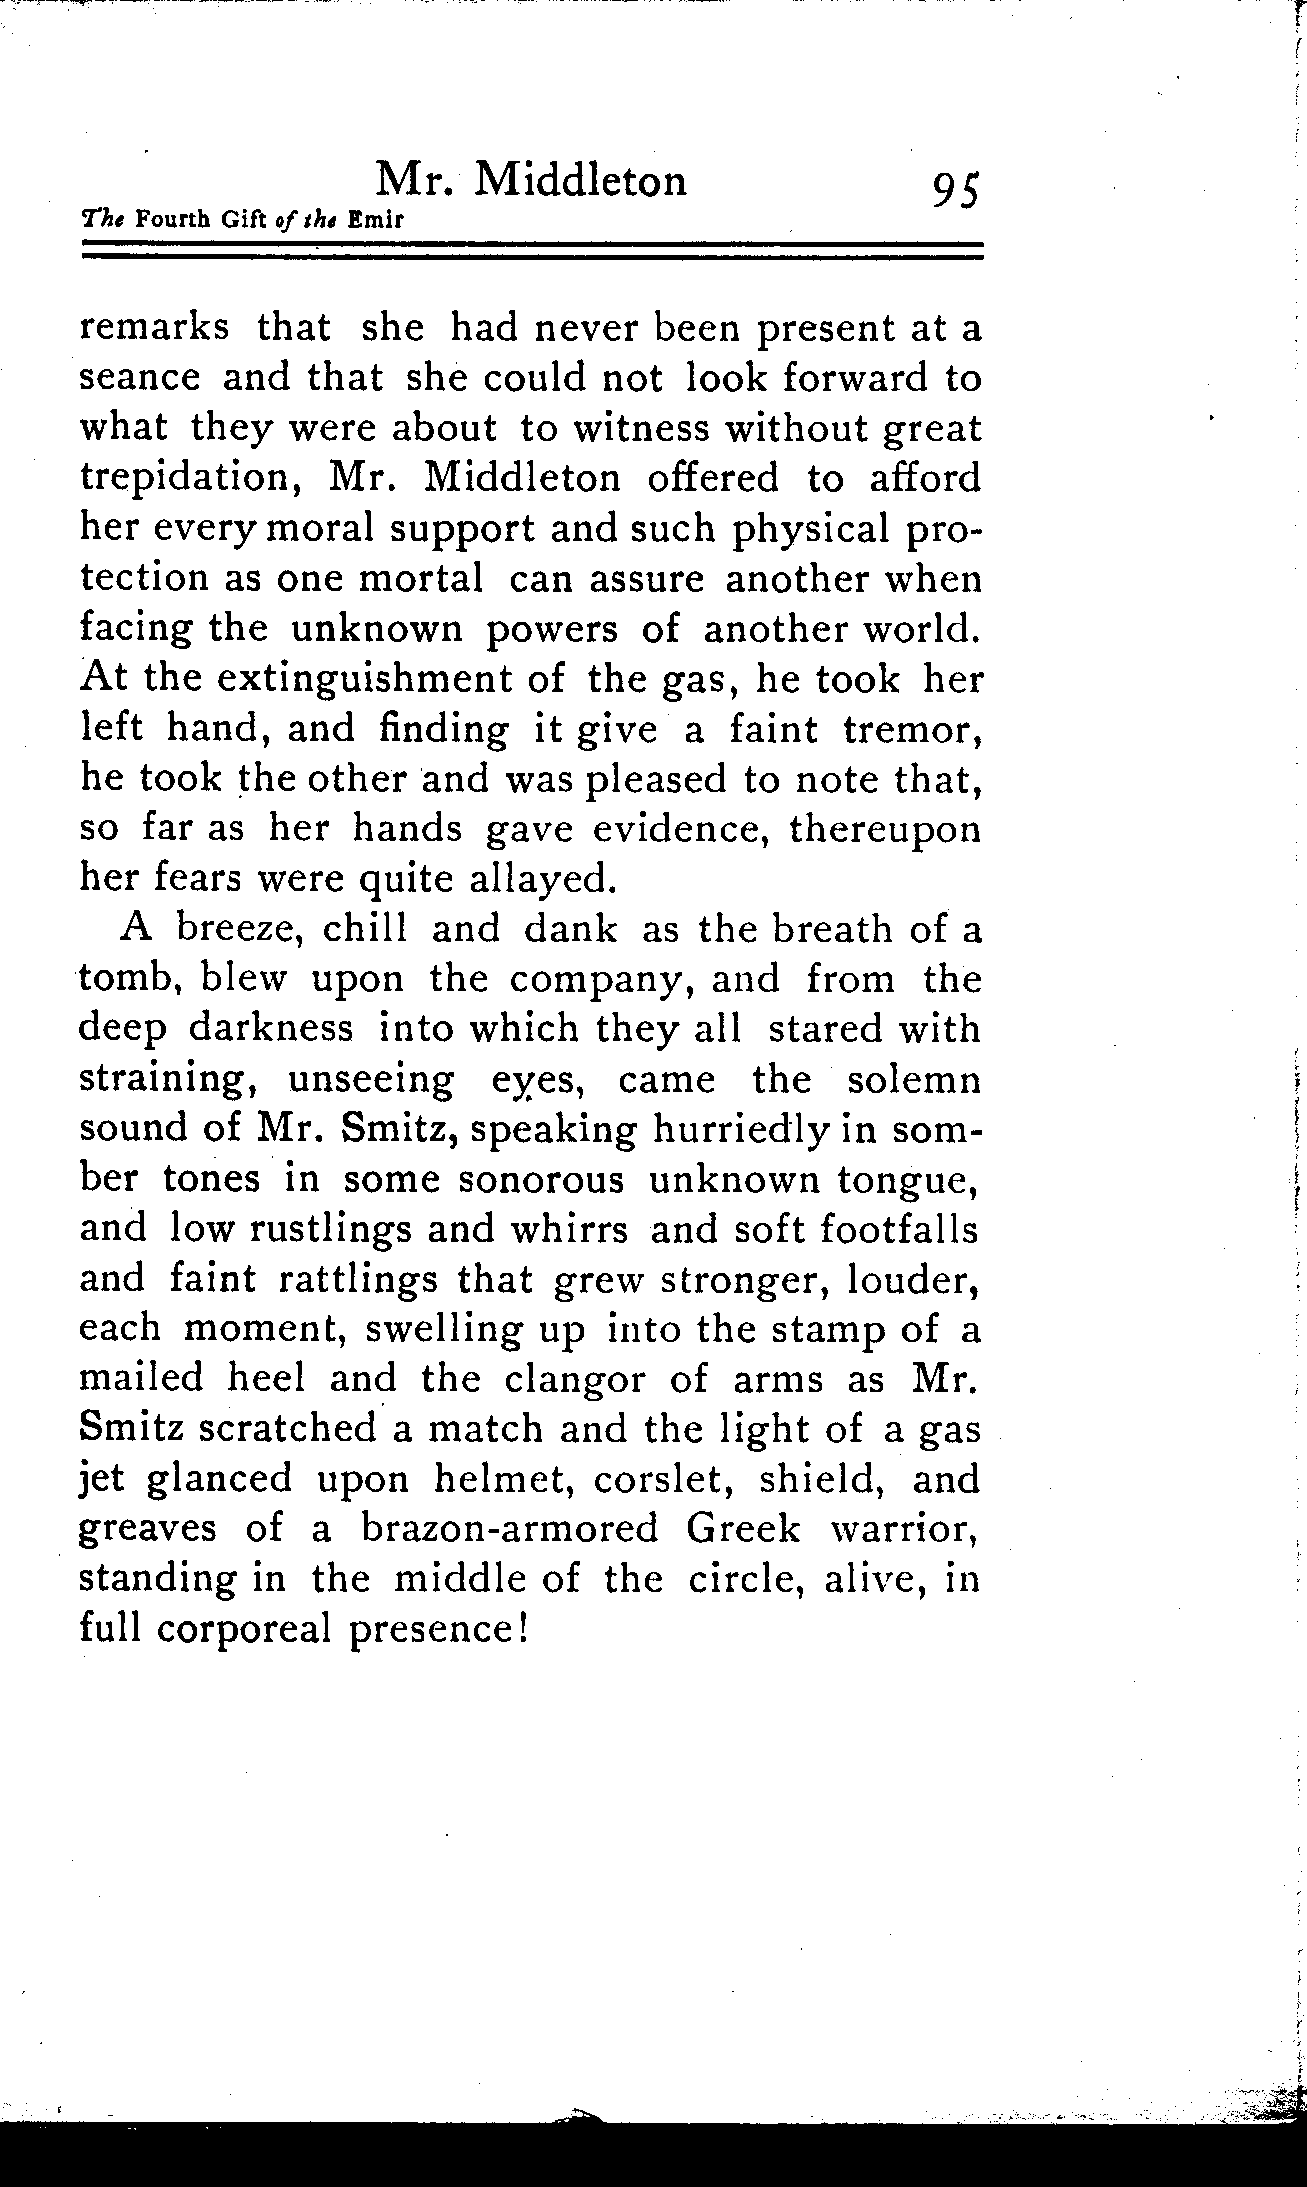 Mr. Middleton 95
The Fourth Gift of the Emir
remarks that she had never been present at a
seance and that she could not look forward to
what they were about to witness without great
trepidation, Mr. Middleton offered to afford
her every moral support and such physical pro-
tection as one mortal can assure another when
facing the unknown powers of another world.
At the extinguishment of the gas, he took her
left hand, and finding it give a faint tremor,
he took the other and was pleased to note that,
so far as her hands gave evidence, thereupon
her fears were quite allayed.
A breeze, chill and dank as the breath of a
tomb, blew upon the company, and from the
deep darkness into which they all stared with
straining, unseeing eyes, came the solemn
sound of Mr. Smitz, speaking hurriedly in som-
ber tones in some sonorous unknown tongue,
and low rustlings and whirrs and soft footfalls
and faint rattlings that grew stronger, louder,
each moment, swelling up into the stamp of a
mailed heel and the clangor of arms as Mr.
Smitz scratched a match and the light of a gas
jet glanced upon helmet, corslet, shield, and
greaves of a brazon-armored Greek warrior,
standing in the middle of the circle, alive, in
full corporeal presence!